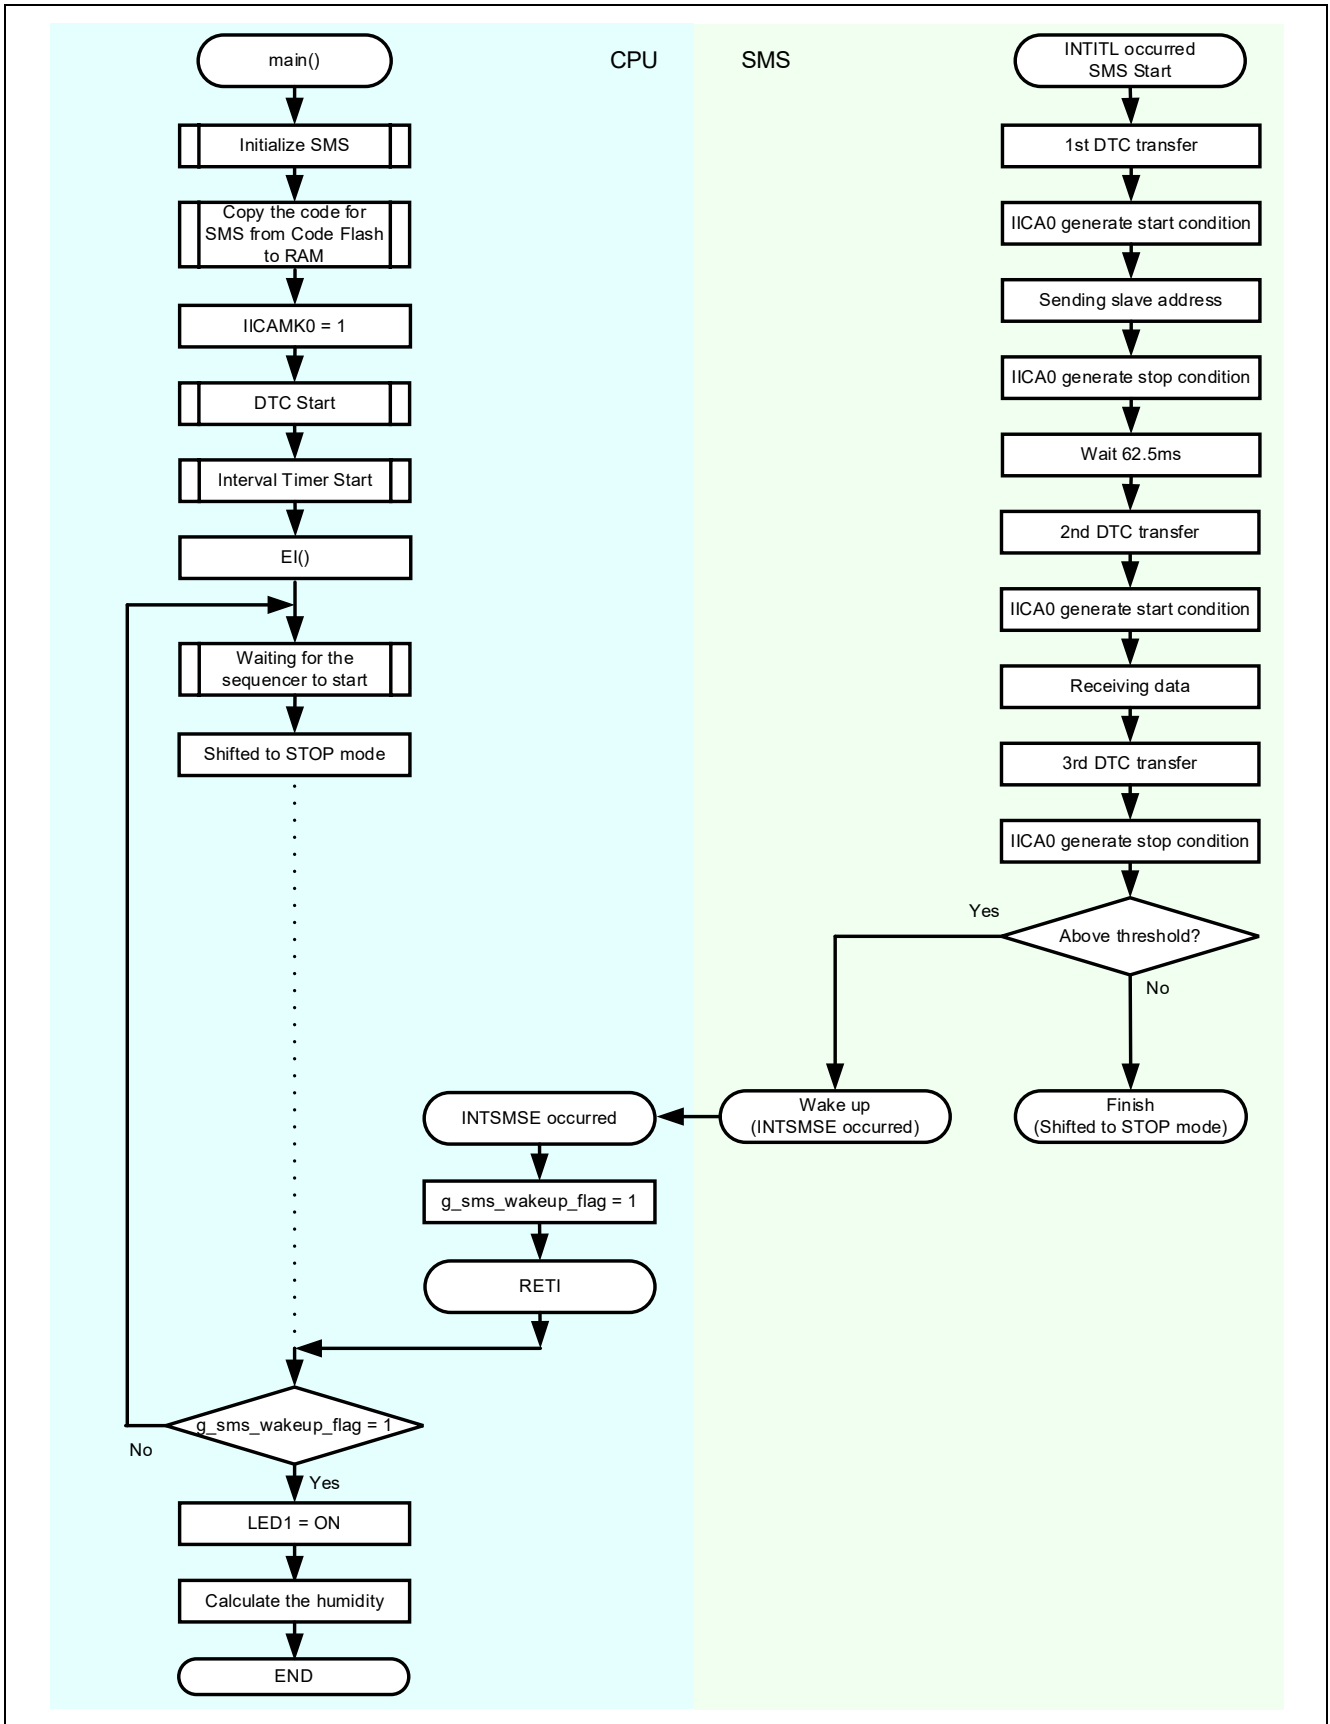 CPU
SMS
main()
Initialize SMS
Copy the code for
SMS from Code Flash
to RAM
IICAMK0 = 1
DTC Start
Interval Timer Start
EI()
Waiting for the
sequencer to start
Shifted to STOP mode
INTITL occurred
SMS Start
1st DTC transfer
IICA0 generate start condition
Sending slave address
IICA0 generate stop condition
Wait 62.5ms
2nd DTC transfer
IICA0 generate start condition
Receiving data
3rd DTC transfer
IICA0 generate stop condition
Yes
Above threshold?
No
Wake up
(INTSMSE occurred)
Finish
(Shifted to STOP mode)
INTSMSE occurred
g_sms_wakeup_flag = 1
RETI
g_sms_wakeup_flag = 1
No
Yes
LED1 = ON
Calculate the humidity
END